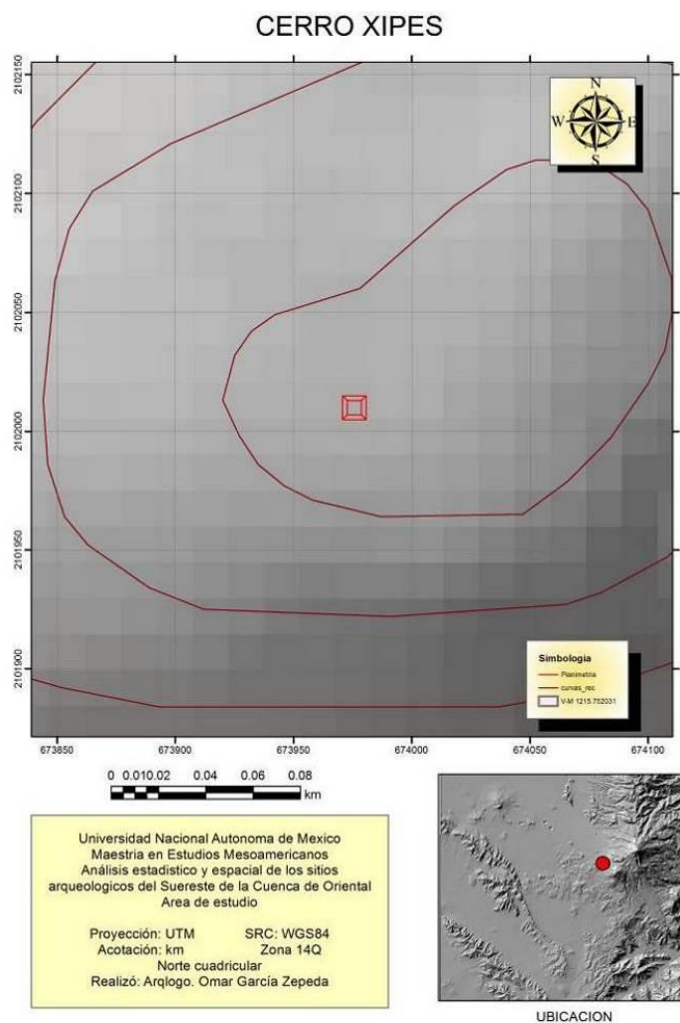 CERRO XIPES
2102150
2102100
2102050
2102000
2101950
2101900
N
W E
S
Simbologia
Planimetria
curvas_rec
V-M 1215.752031
673850 673900 673950 674000 674050 674100
0 0.010.02 0.04 0.06 0.08
km
Universidad Nacional Autonoma de Mexico
Maestria en Estudios Mesoamericanos
Análisis estadistico y espacial de los sitios
arqueologicos del Suereste de la Cuenca de Oriental
Area de estudio
Proyección: UTM SRC: WGS84
Acotación: km Zona 14Q
Norte cuadricular
Realizó: Arqlogo. Omar García Zepeda
UBICACION